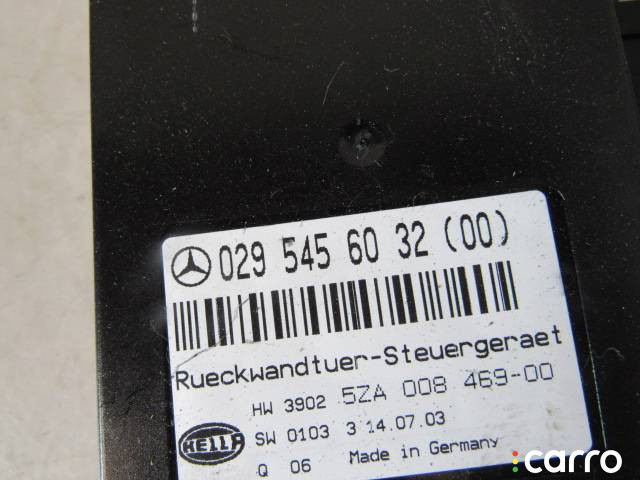 029 545 60 32 (00)
Rueckwandtuer-Steuergeraet
HW 3902 5ZA 008 469-00
HELLA SW 0103 3 14.07.03
Q 06 Made in Germany
carro